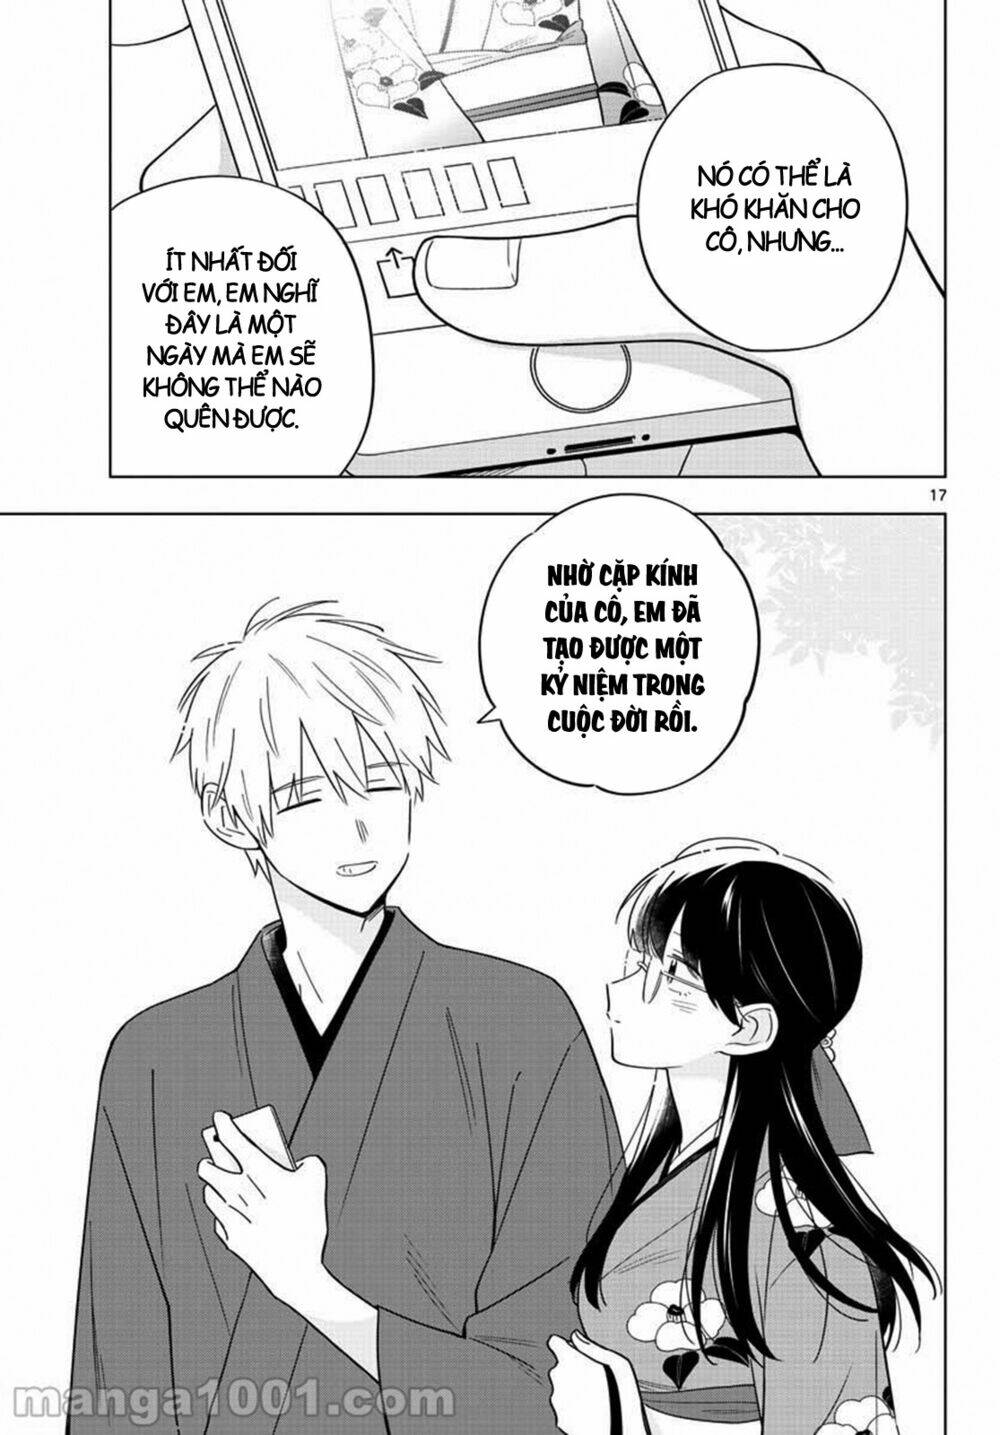 NÓ CÓ THỂ LÀ
KHÓ KHĂN CHO
CÔ, NHƯNG...
ÍT NHẤT ĐỐI
VỚI EM, EM NGHĨ
ĐÂY LÀ MỘT
NGÀY MÀ EM SẼ
KHÔNG THỂ NÀO
QUÊN ĐƯỢC.
17
NHỜ CẶP KÍNH
CỦA CÔ, EM ĐÃ
TẠO ĐƯỢC MỘT
KỶ NIỆM TRONG
CUỘC ĐỜI RỒI.
manga1001.com